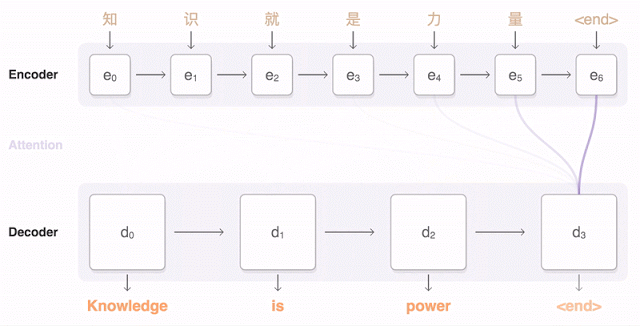 知 识 就 是 力 量 <end>
Encoder e₀ e₁ e₂ e₃ e₄ e₅ e₆
Attention
Decoder d₀ d₁ d₂ d₃
Knowledge is power <end>